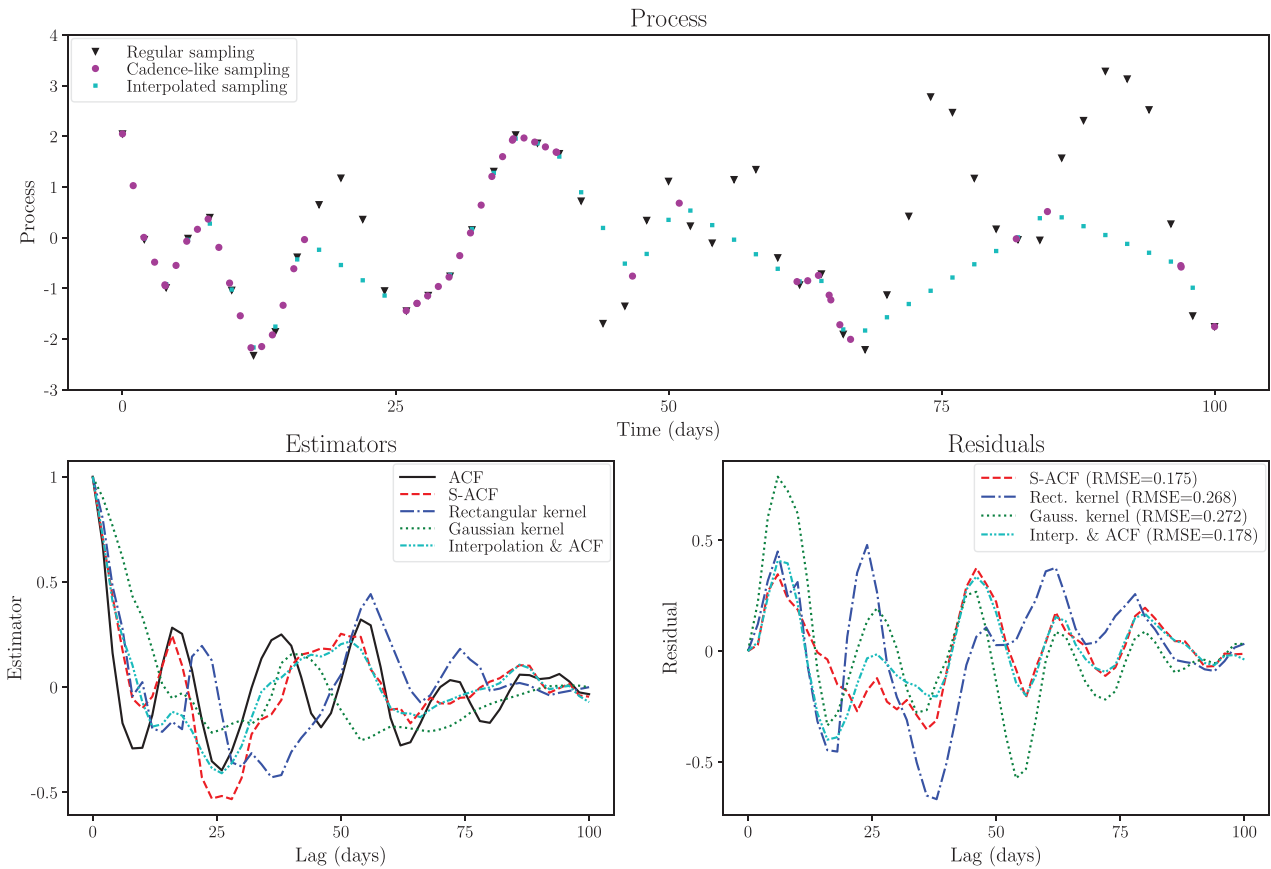 Process
4
3
2
1
0
-1
-2
-3
Process
Regular sampling
Cadence-like sampling
Interpolated sampling
0
25
50
75
100
Time (days)
Estimators
1
0.5
0
-0.5
Estimator
ACF
S-ACF
Rectangular kernel
Gaussian kernel
Interpolation & ACF
0
25
50
75
100
Lag (days)
Residuals
0.5
0
-0.5
Residual
S-ACF (RMSE=0.175)
Rect. kernel (RMSE=0.268)
Gauss. kernel (RMSE=0.272)
Interp. & ACF (RMSE=0.178)
0
25
50
75
100
Lag (days)